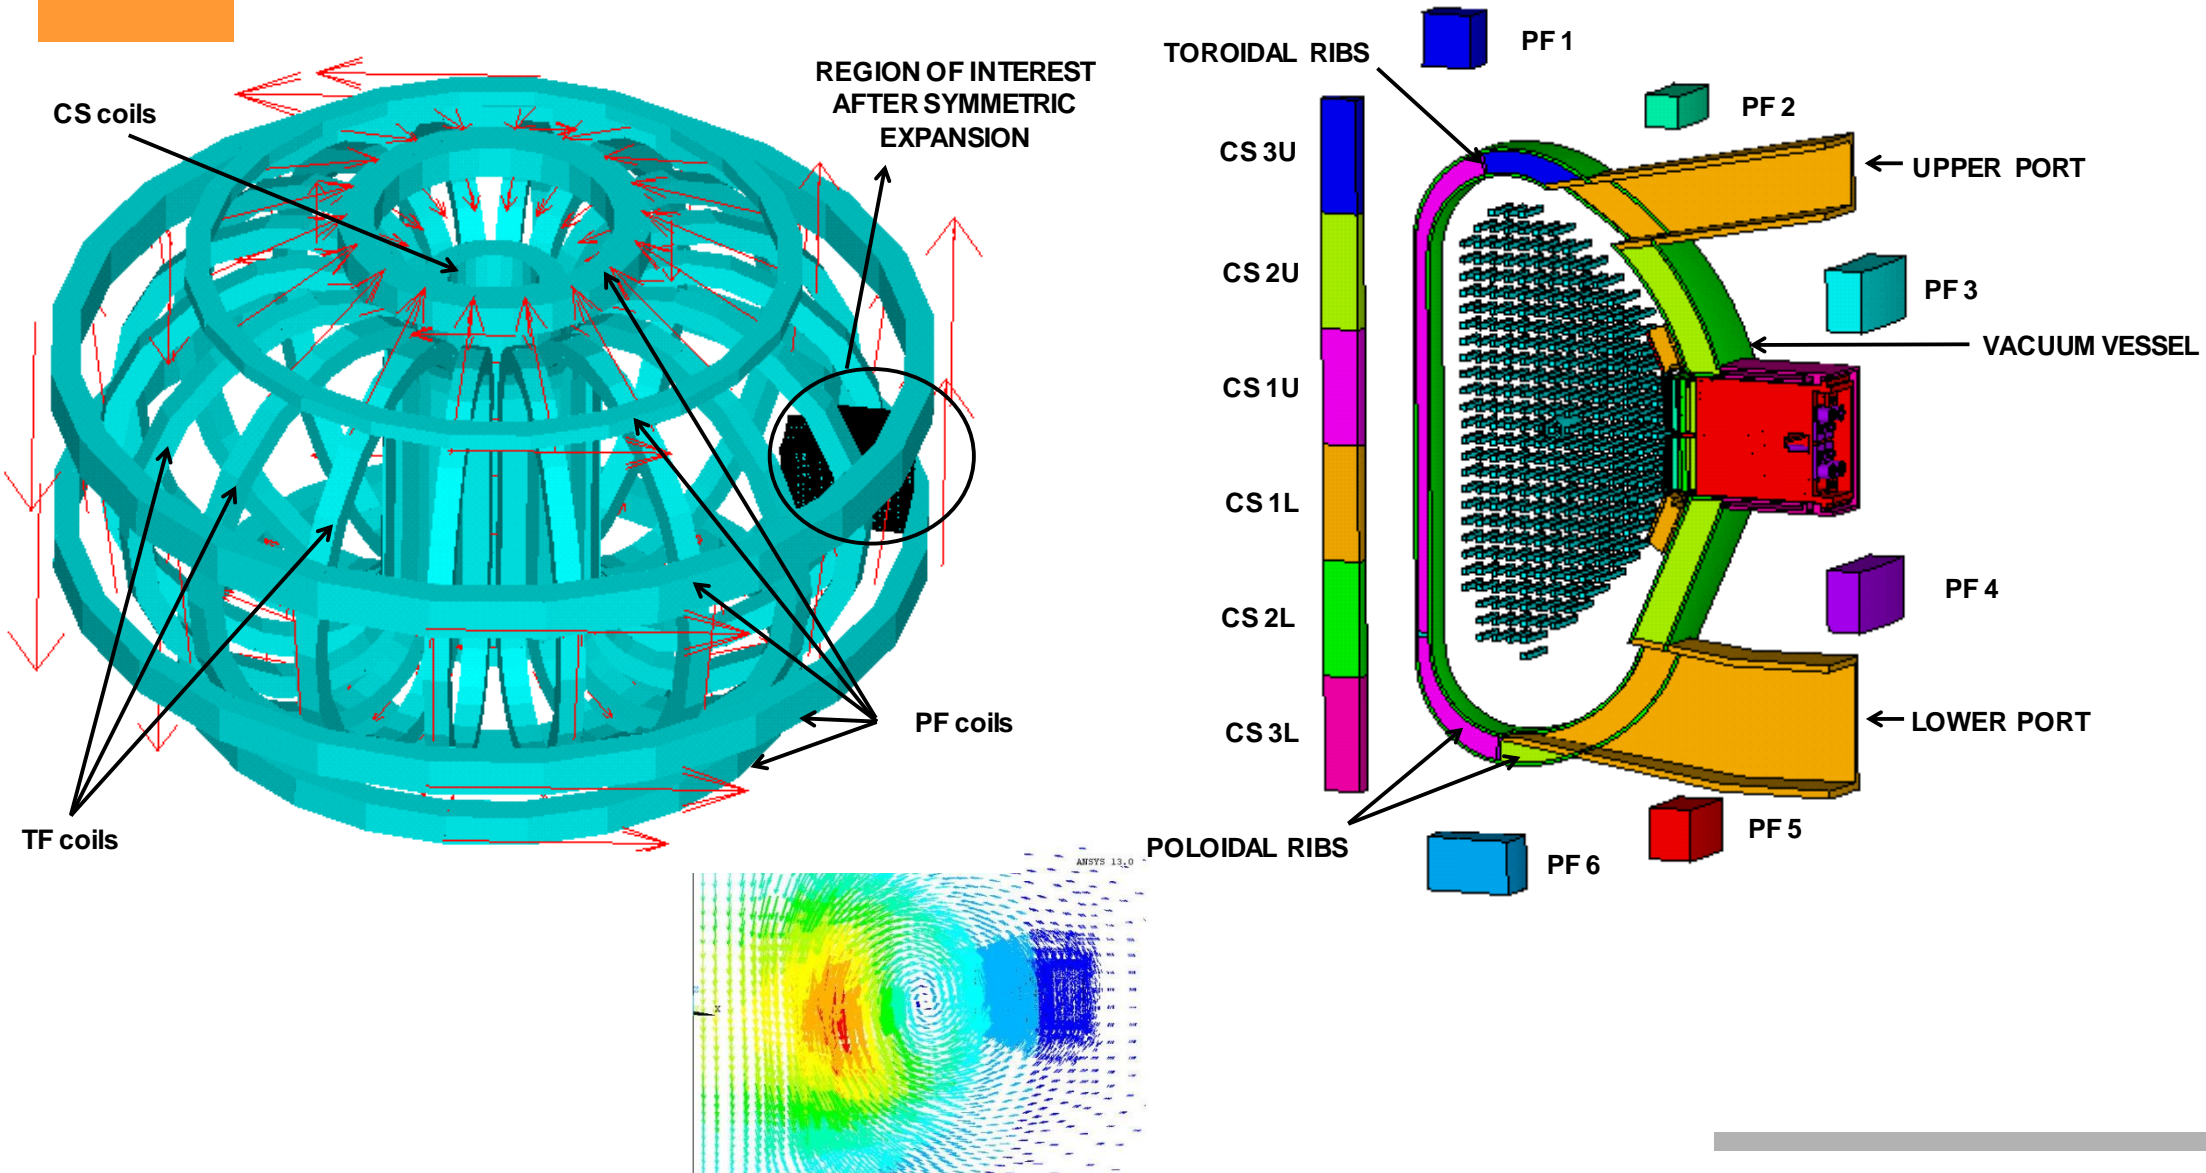 CS coils
REGION OF INTEREST
AFTER SYMMETRIC
EXPANSION
TF coils
PF coils
TOROIDAL RIBS
PF 1
PF 2
UPPER PORT
CS 3U
CS 2U
CS 1U
CS 1L
CS 2L
CS 3L
PF 3
VACUUM VESSEL
PF 4
LOWER PORT
PF 5
POLOIDAL RIBS
PF 6
ANSYS 13.0
X